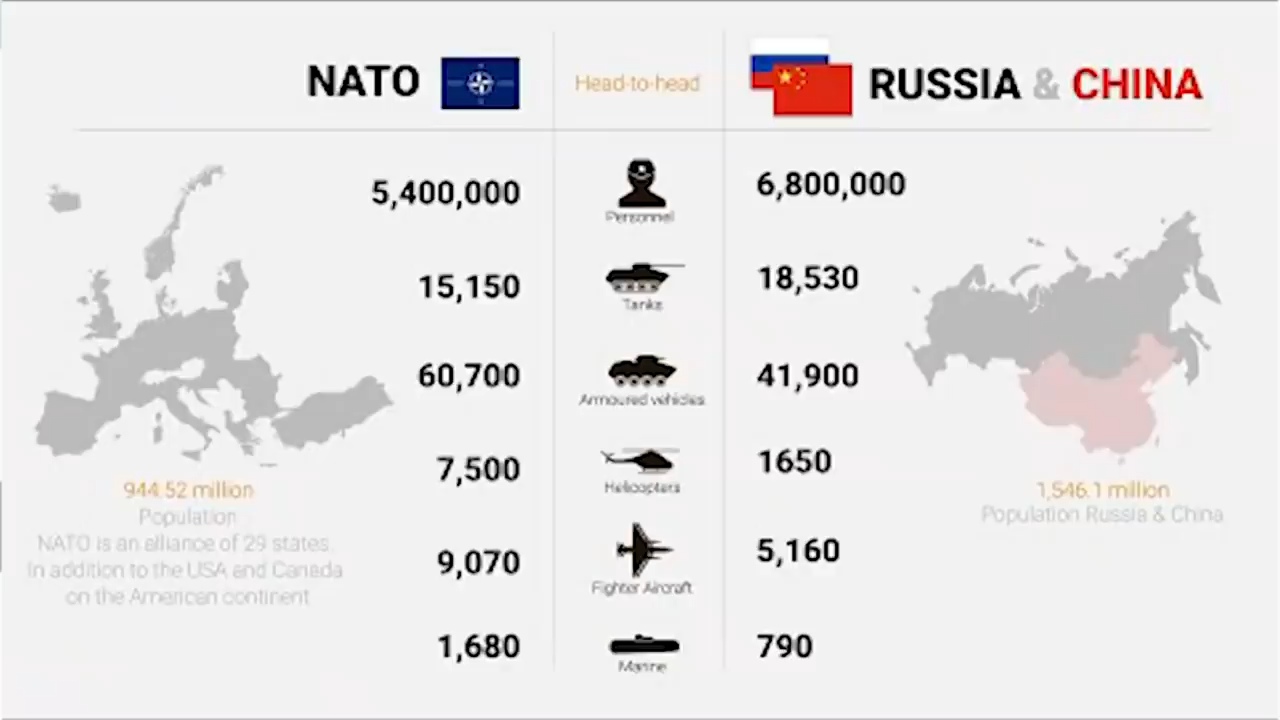 NATO
Head-to-head
RUSSIA & CHINA
5,400,000
Personnel
6,800,000
15,150
Tanks
18,530
60,700
Armoured vehicles
41,900
7,500
Helicopters
1650
9,070
Fighter Aircraft
5,160
1,680
Marine
790
944.52 million
Population
NATO is an alliance of 29 states.
In addition to the USA and Canada
on the American continent
1,546.1 million
Population Russia & China